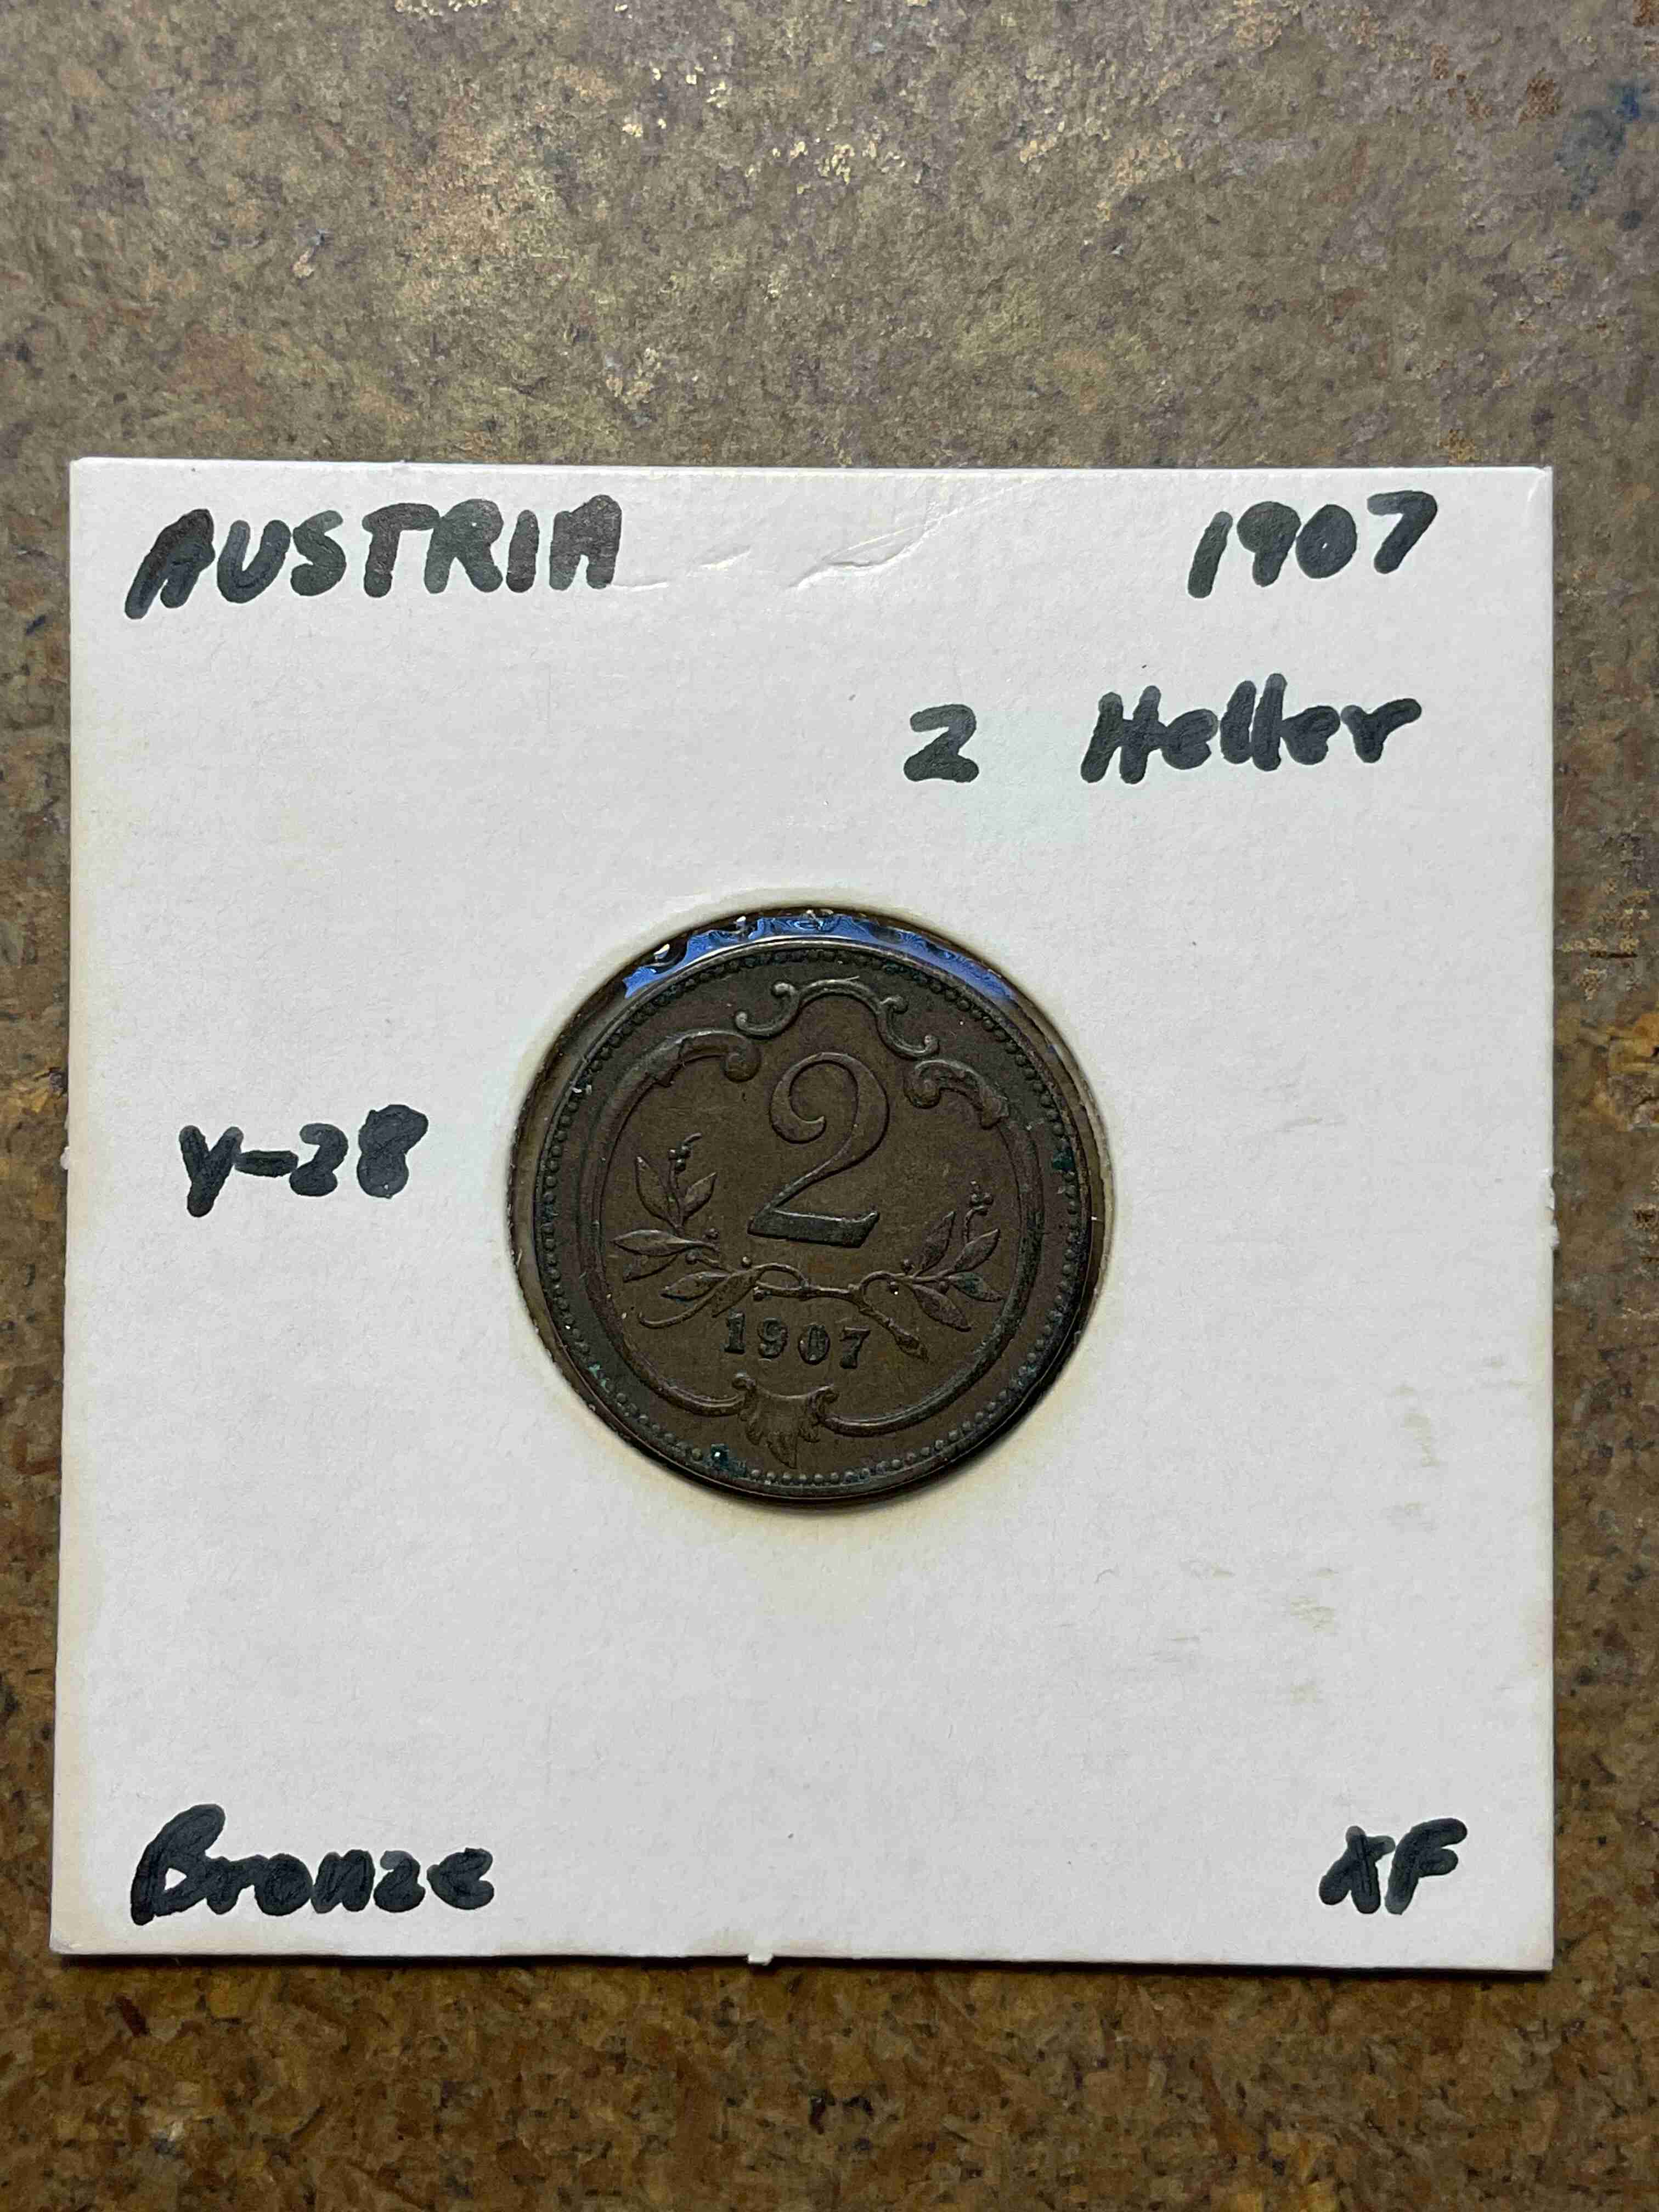 AUSTRIA 1907
2 Heller
Y-28
2
1907
Bronze XF